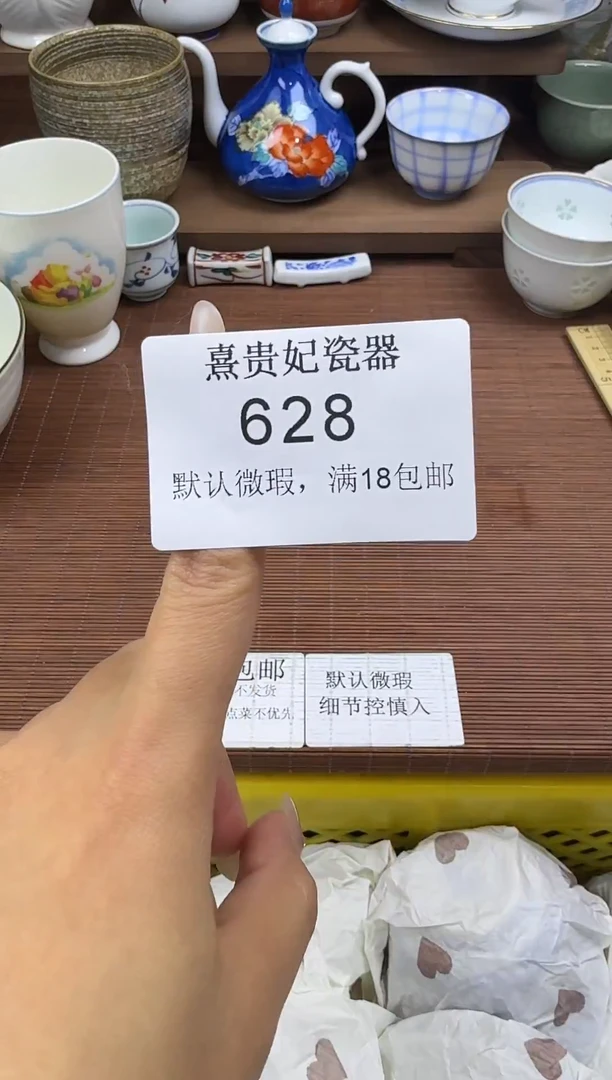 熹贵妃瓷器
628
默认微瑕，满18包邮
包邮
不发货
点菜不优先
默认微瑕
细节控慎入